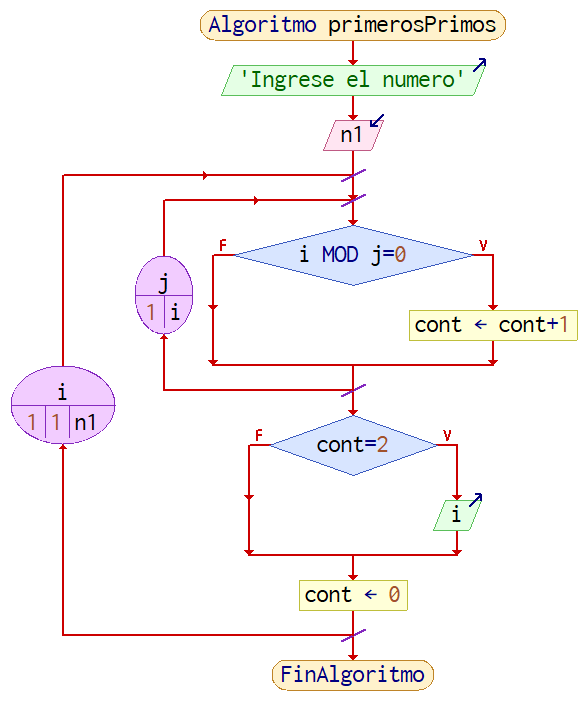 Algoritmo primerosPrimos
'Ingrese el numero'
n1
F
i MOD j=0
V
j
1 i
cont ← cont+1
i
1 1 n1
F
cont=2
V
i
cont ← 0
FinAlgoritmo